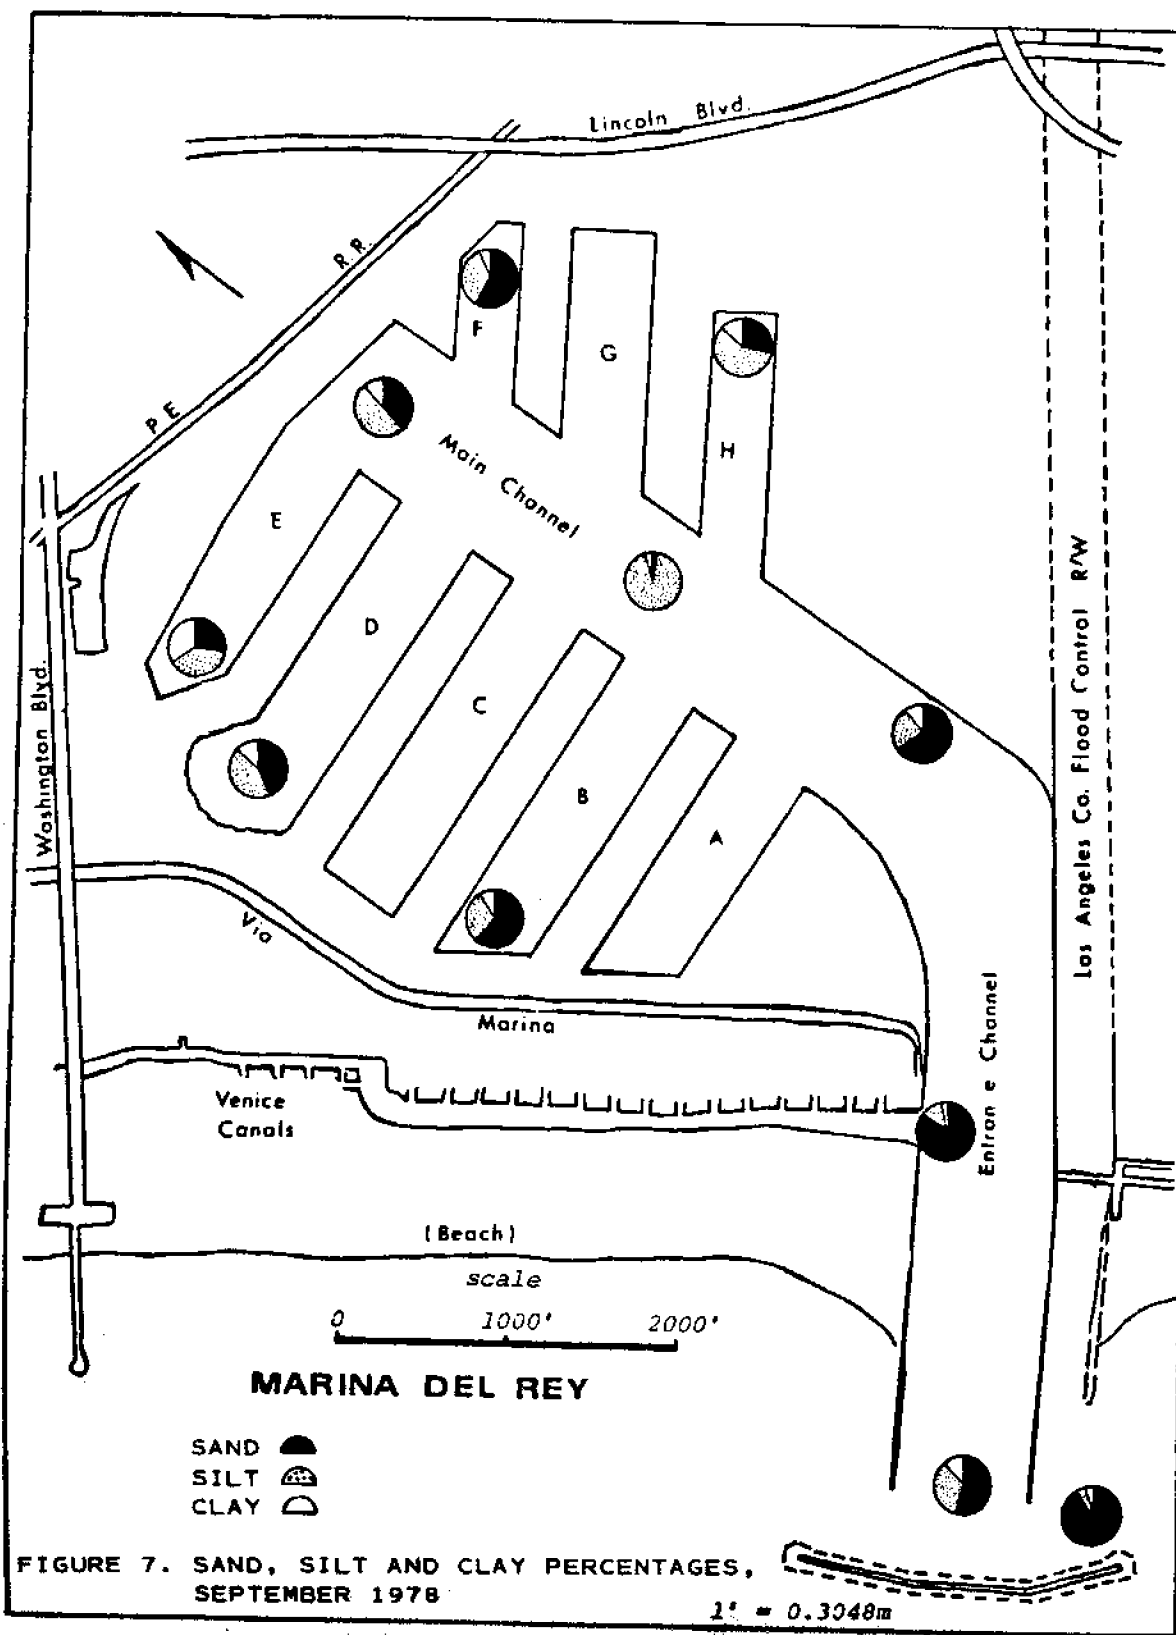 Lincoln Blvd.
R.R.
P.E
F
G
H
Main Channel
E
D
C
B
A
Washington Blvd.
Los Angeles Co. Flood Control R/W
Via
Marina
Entran e Channel
Venice
Canals
(Beach)
scale
0 1000' 2000'
MARINA DEL REY
SAND
SILT
CLAY
FIGURE 7. SAND, SILT AND CLAY PERCENTAGES,
SEPTEMBER 1978
1' = 0.3048m